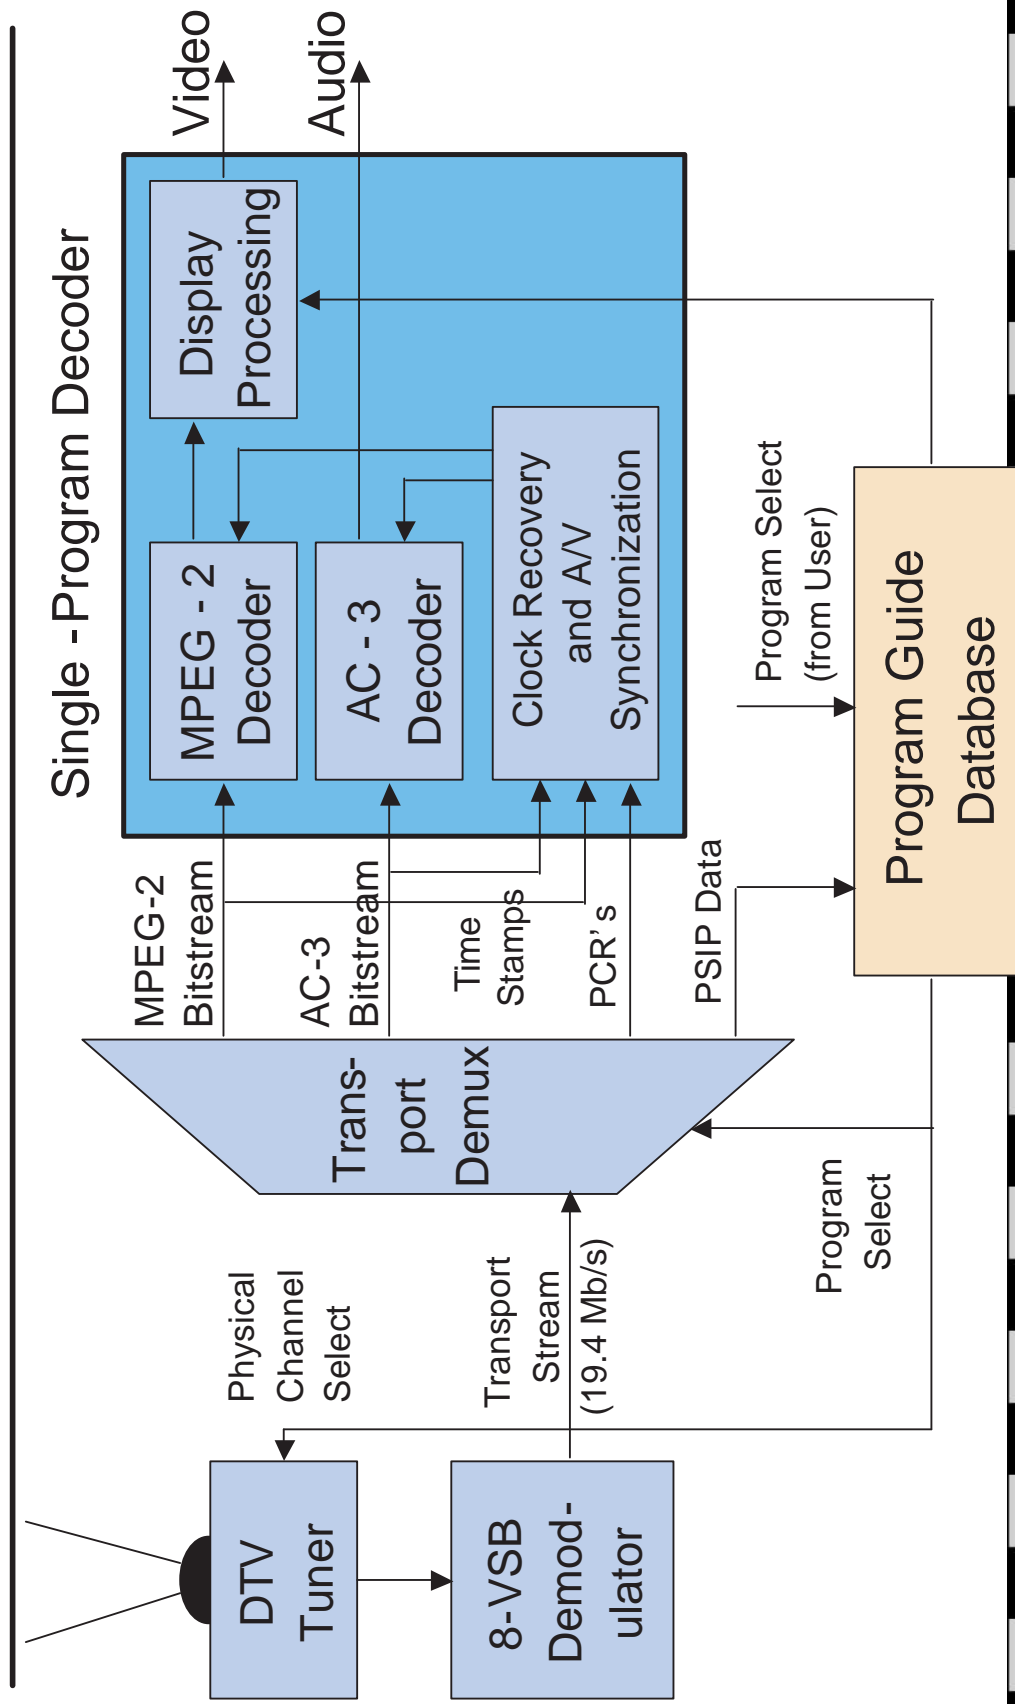 Single -Program Decoder
Video
Audio
Display
Processing
MPEG - 2
Decoder
AC - 3
Decoder
Clock Recovery
and A/V
Synchronization
MPEG-2
Bitstream
AC-3
Bitstream
Time
Stamps
PCR' s
PSIP Data
Program Select
(from User)
Program Guide
Database
Trans-
port
Demux
Program
Select
Physical
Channel
Select
Transport
Stream
(19.4 Mb/s)
DTV
Tuner
8-VSB
Demod-
ulator